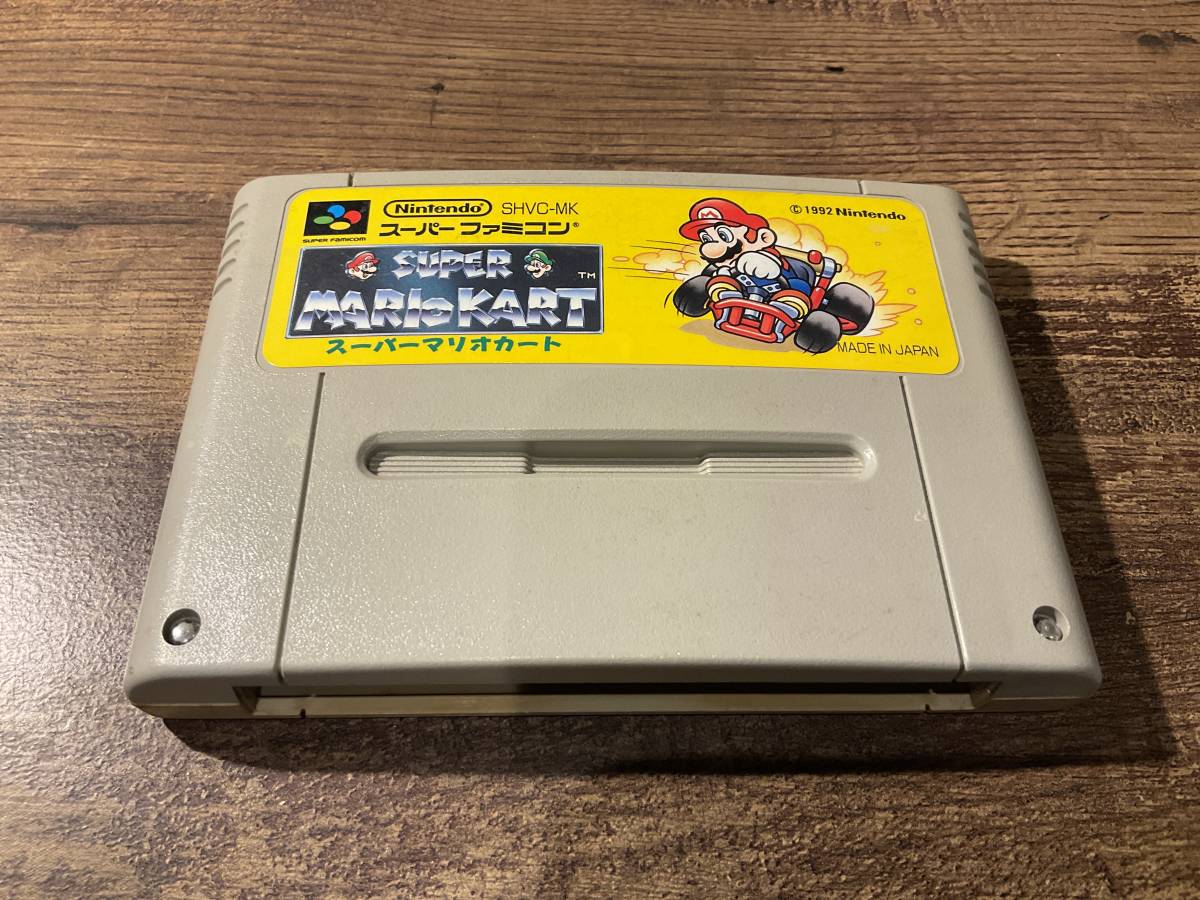 Nintendo SHVC-MK
スーパーファミコン®
SUPER FAMICOM
SUPER
MARIO KART TM
スーパーマリオカート
M
© 1992 Nintendo
MADE IN JAPAN